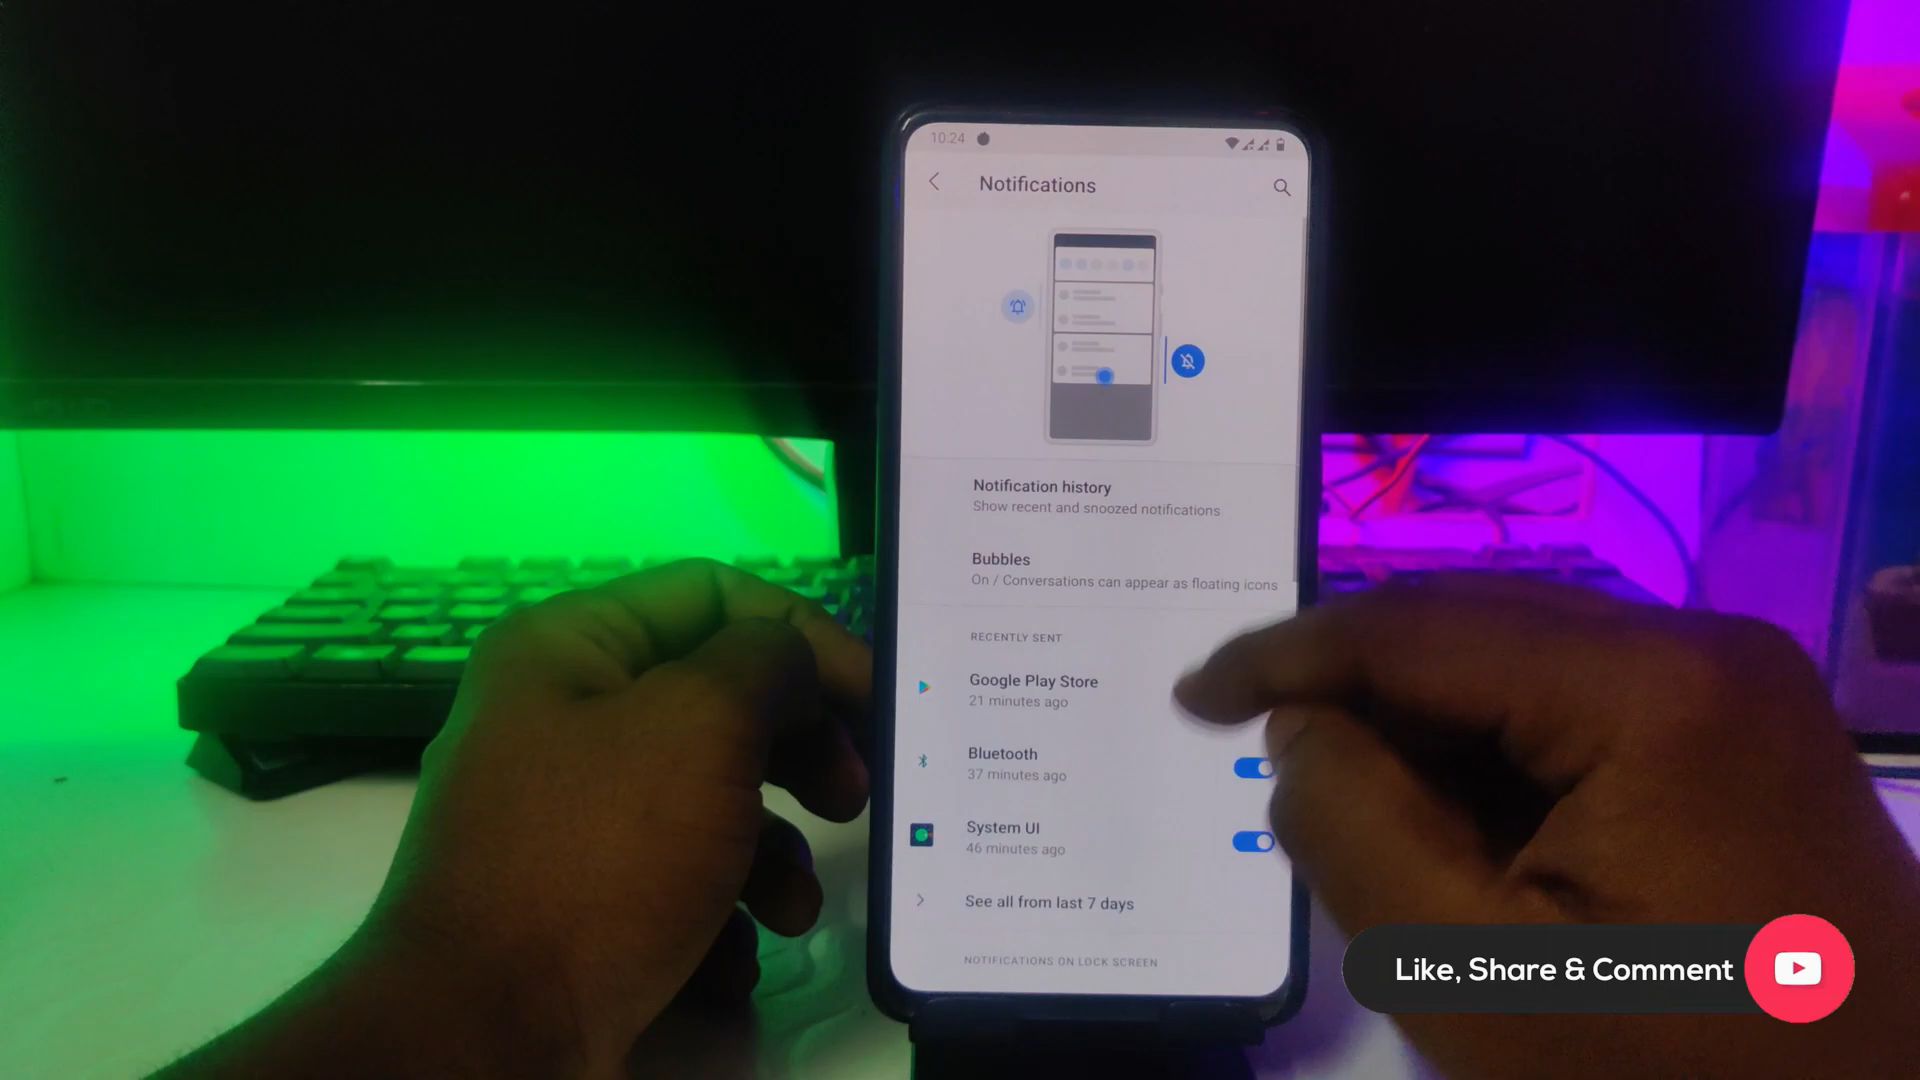 10:24
Notifications
Notification history
Show recent and snoozed notifications
Bubbles
On / Conversations can appear as floating icons
RECENTLY SENT
Google Play Store
21 minutes ago
Bluetooth
37 minutes ago
System UI
46 minutes ago
See all from last 7 days
NOTIFICATIONS ON LOCK SCREEN
Like, Share & Comment